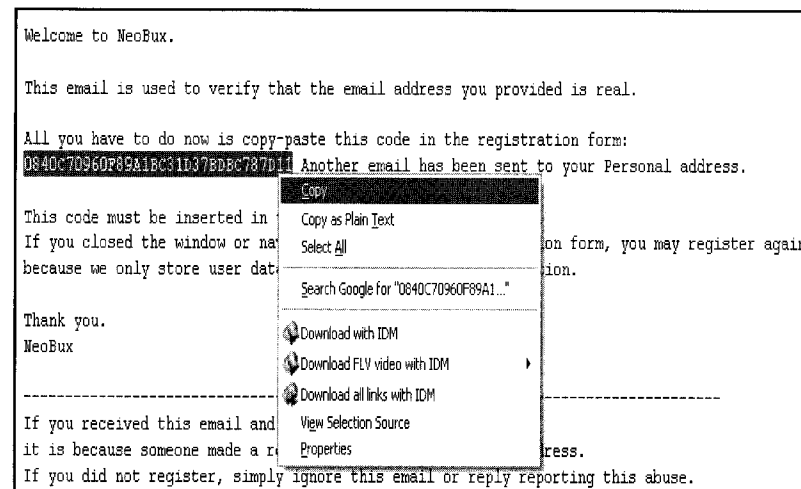 Welcome to NeoBux.
This email is used to verify that the email address you provided is real.
All you have to do now is copy-paste this code in the registration form:
Another email has been sent to your Personal address.
Copy
This code must be inserted in
Copy as Plain Text
If you closed the window or on form, you may register again
Select All
because we only store user ion.
Search Google for "0840C70960F89A1..."
Thank you.
Download with IDM
NeoBux
Download FLV video with IDM
Download all links with IDM
If you received this email and
View Selection Source
it is because someone made a
Properties
If you did not register, simply ignore this email or reply reporting this abuse.